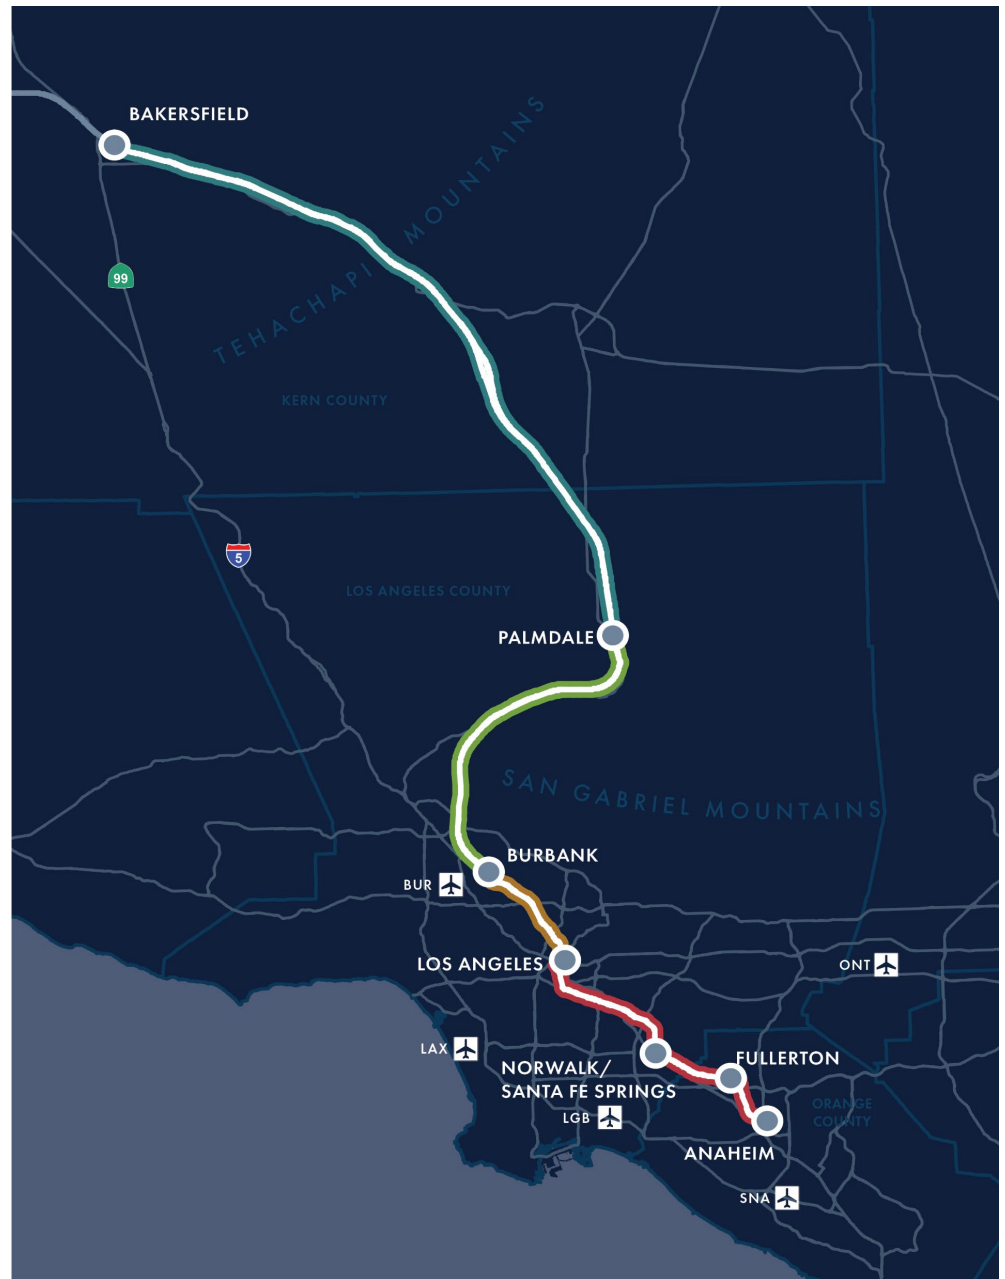 BAKERSFIELD
TEHACHAPI MOUNTAINS
99
KERN COUNTY
5
LOS ANGELES COUNTY
PALMDALE
SAN GABRIEL MOUNTAINS
BURBANK
BUR
LOS ANGELES
ONT
LAX
NORWALK/
SANTA FE SPRINGS
FULLERTON
LGB
ORANGE
COUNTY
ANAHEIM
SNA